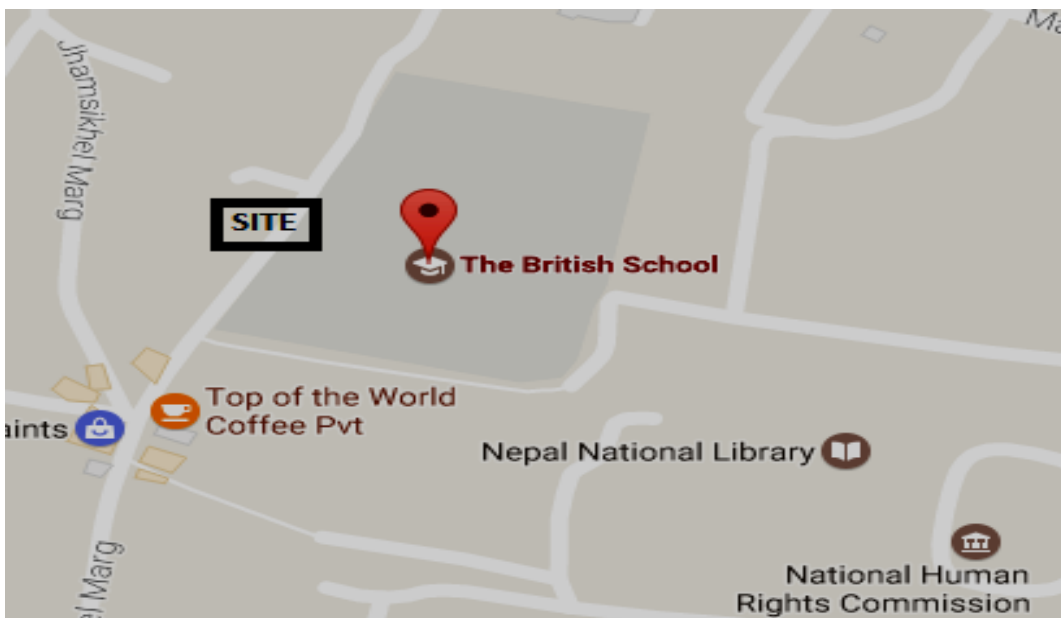 Jhamsikhel Marg
SITE
The British School
Top of the World
Coffee Pvt
aints
Nepal National Library
Marg
National Human
Rights Commission